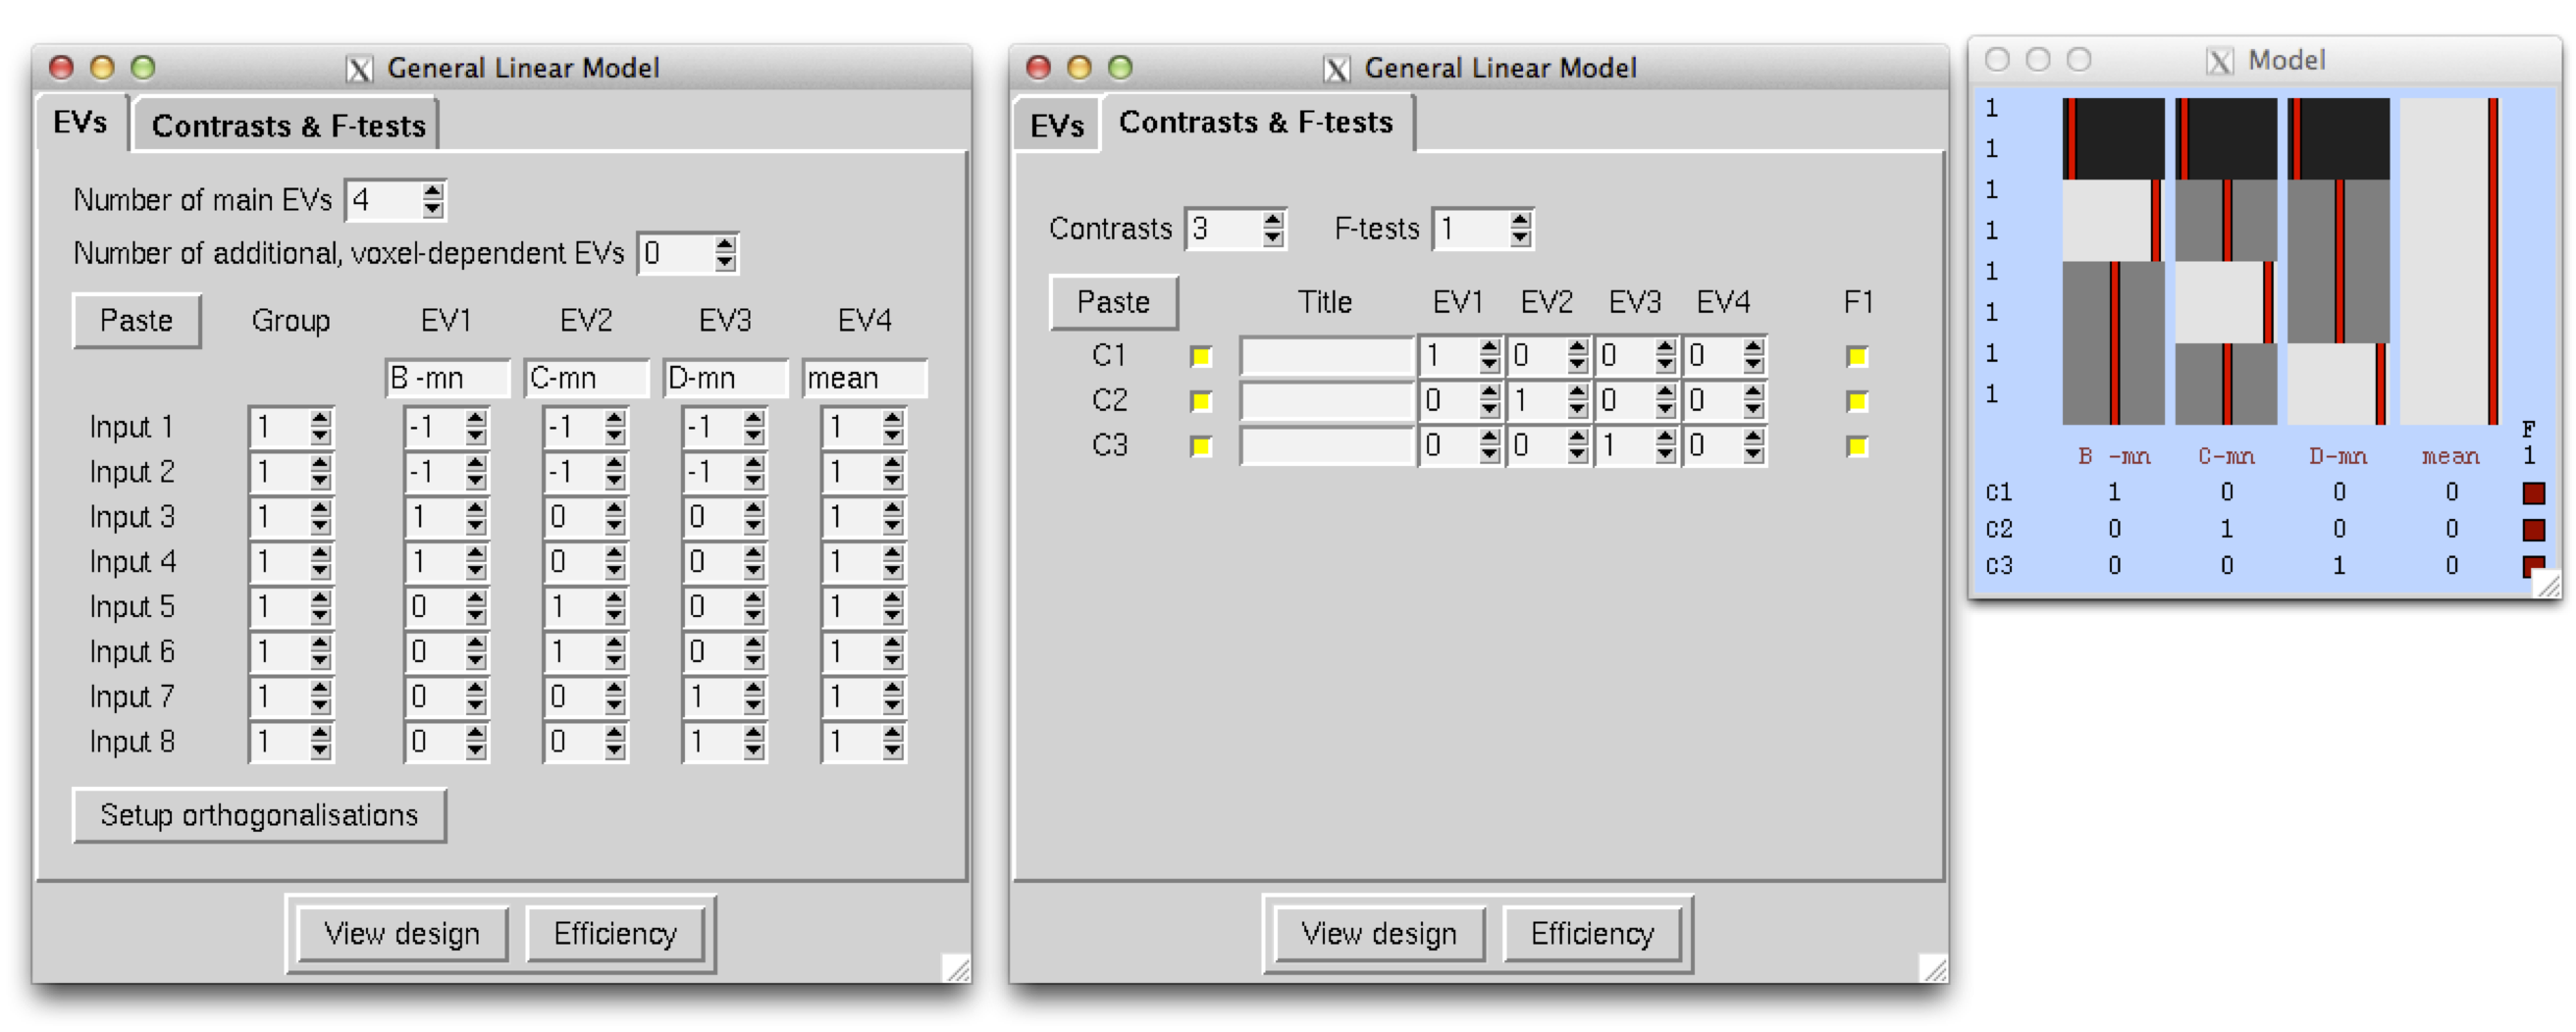 General Linear Model
EVs Contrasts & F-tests
Number of main EVs 4
Number of additional, voxel-dependent EVs 0
Paste Group EV1 EV2 EV3 EV4
B -mn C-mn D-mn mean
Input 1 1 -1 -1 -1 1
Input 2 1 -1 -1 -1 1
Input 3 1 1 0 0 1
Input 4 1 1 0 0 1
Input 5 1 0 1 0 1
Input 6 1 0 1 0 1
Input 7 1 0 0 1 1
Input 8 1 0 0 1 1
Setup orthogonalisations
View design Efficiency
General Linear Model
EVs Contrasts & F-tests
Contrasts 3 F-tests 1
Paste Title EV1 EV2 EV3 EV4 F1
C1 1 0 0 0
C2 0 1 0 0
C3 0 0 1 0
View design Efficiency
Model
1
1
1
1
1
1
1
1
F
B -mn C-mn D-mn mean 1
C1 1 0 0 0
C2 0 1 0 0
C3 0 0 1 0